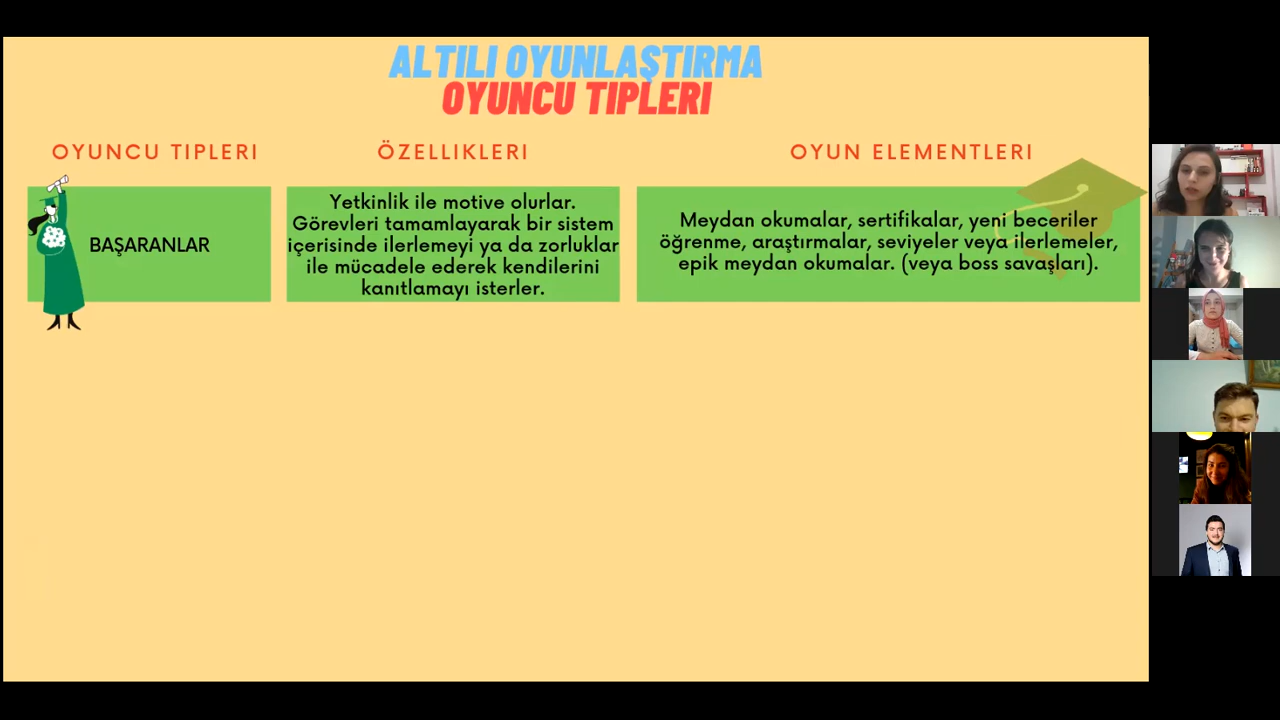 ALTILI OYUNLAŞTIRMA
OYUNCU TIPLERI
OYUNCU TIPLERI
ÖZELLIKLERI
OYUN ELEMENTLERI
BAŞARANLAR
Yetkinlik ile motive olurlar.
Görevleri tamamlayarak bir sistem
içerisinde ilerlemeyi ya da zorluklar
ile mücadele ederek kendilerini
kanıtlamayı isterler.
Meydan okumalar, sertifikalar, yeni beceriler
öğrenme, araştırmalar, seviyeler veya ilerlemeler,
epik meydan okumalar. (veya boss savaşları).